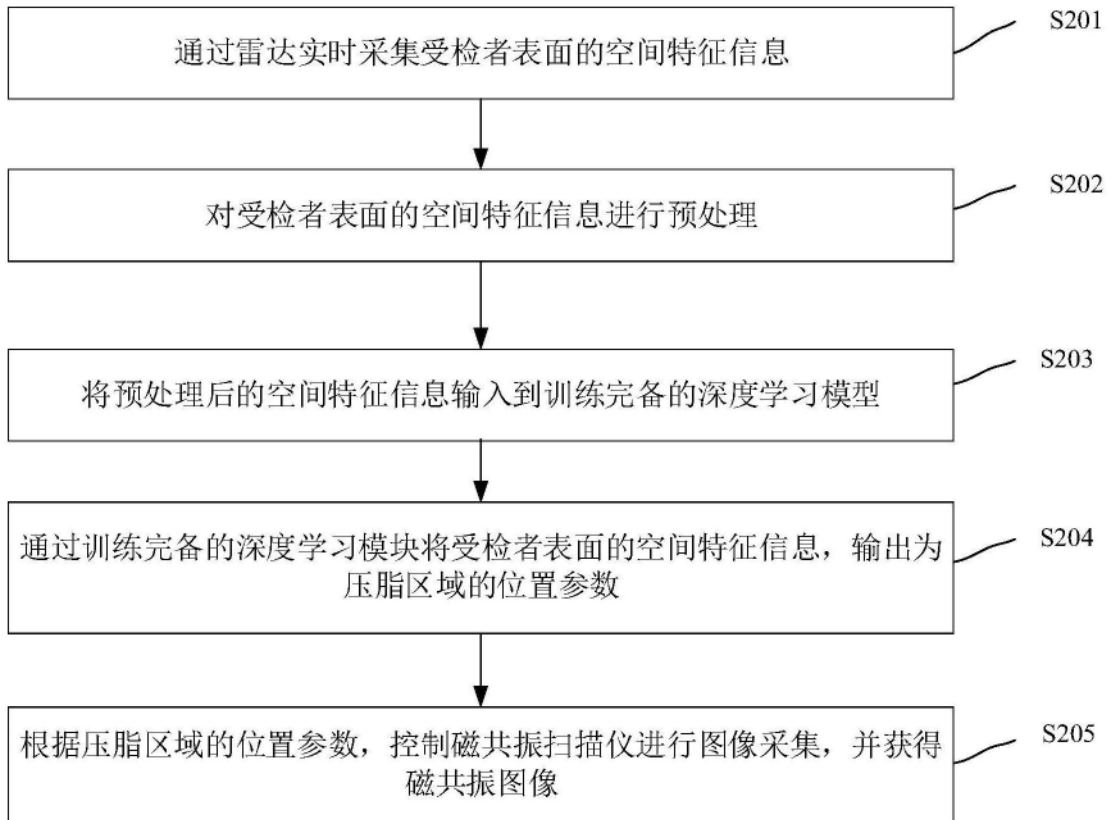 通过雷达实时采集受检者表面的空间特征信息
S201
对受检者表面的空间特征信息进行预处理
S202
将预处理后的空间特征信息输入到训练完备的深度学习模型
S203
通过训练完备的深度学习模块将受检者表面的空间特征信息，输出为
压脂区域的位置参数
S204
根据压脂区域的位置参数，控制磁共振扫描仪进行图像采集，并获得
磁共振图像
S205